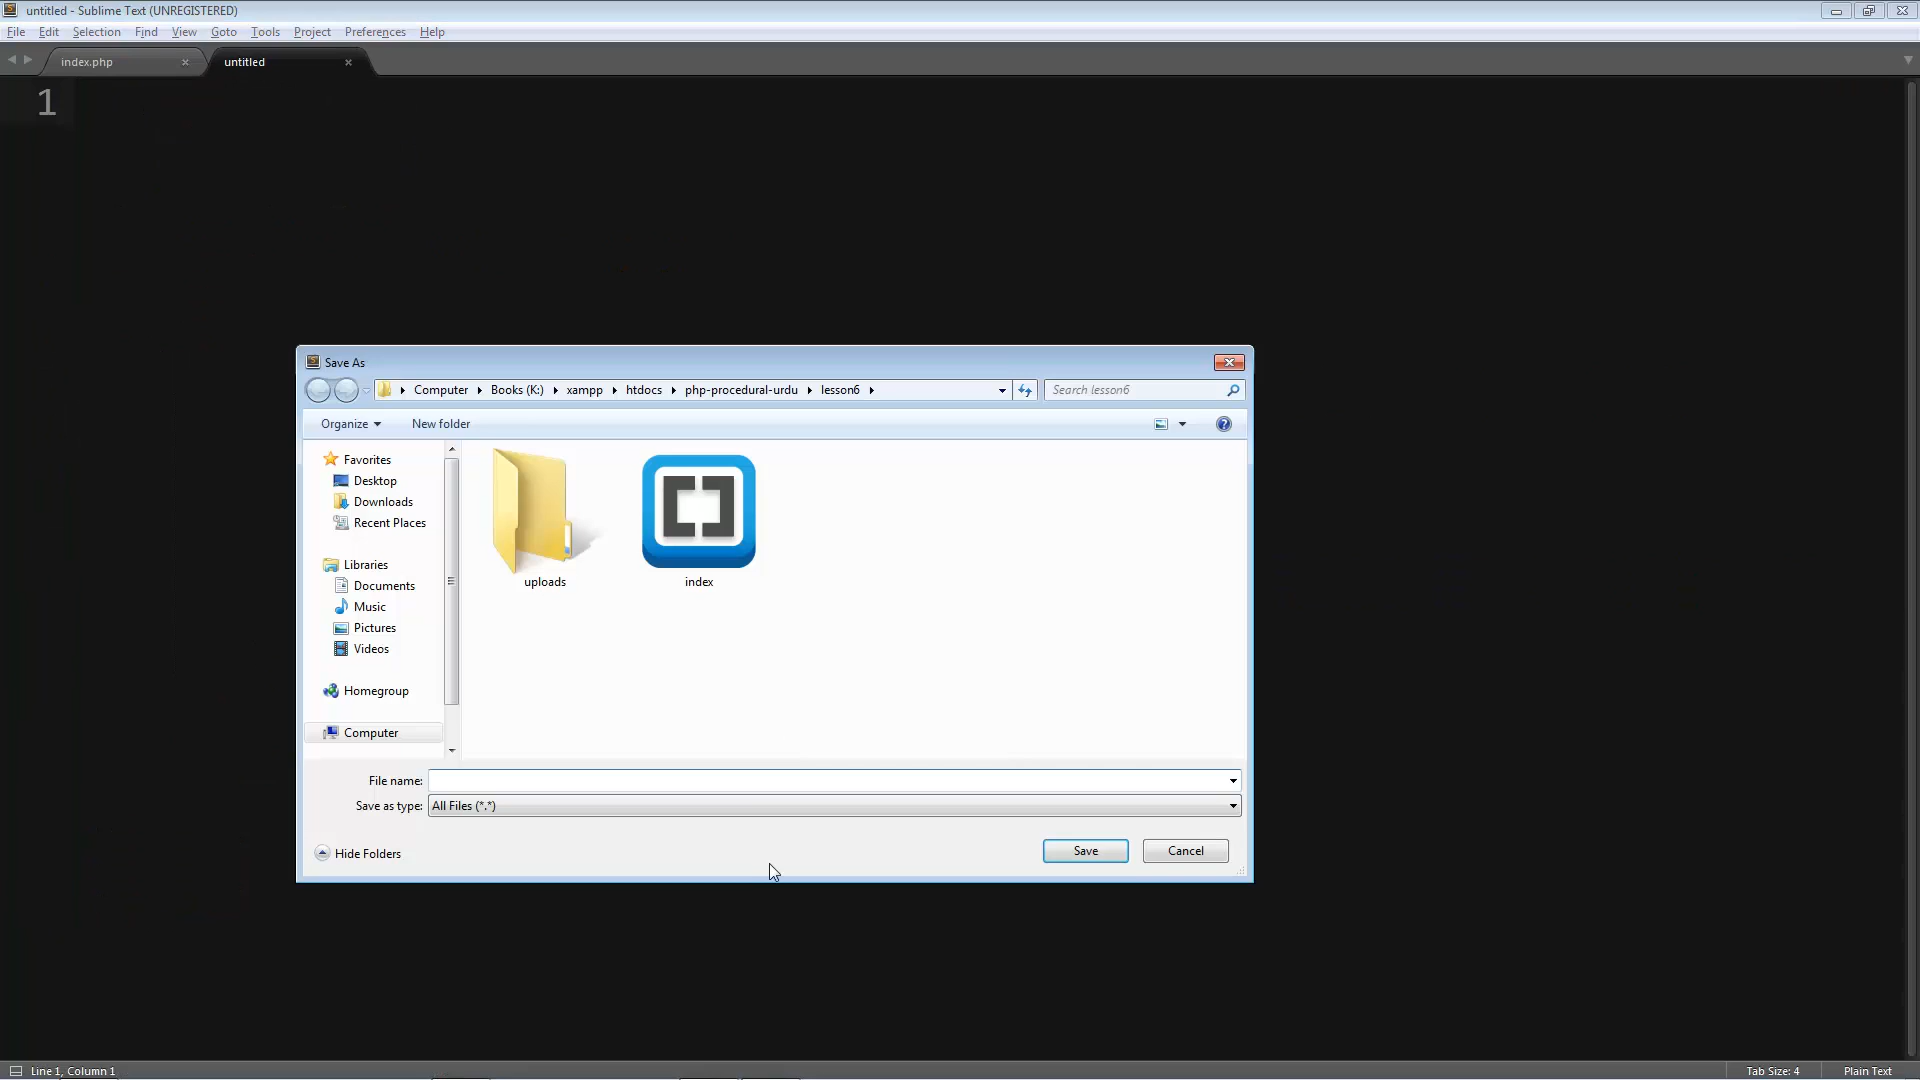 untitled - Sublime Text (UNREGISTERED)
File Edit Selection Find View Goto Tools Project Preferences Help
index.php untitled
1
Save As
Computer Books (K:) xampp htdocs php-procedural-urdu lesson6 Search lesson6
Organize New folder
Favorites
Desktop
Downloads
Recent Places
Libraries
Documents
Music
Pictures
Videos
Homegroup
Computer
uploads index
File name:
Save as type: All Files (*.*)
Hide Folders Save Cancel
Line 1, Column 1 Tab Size: 4 Plain Text